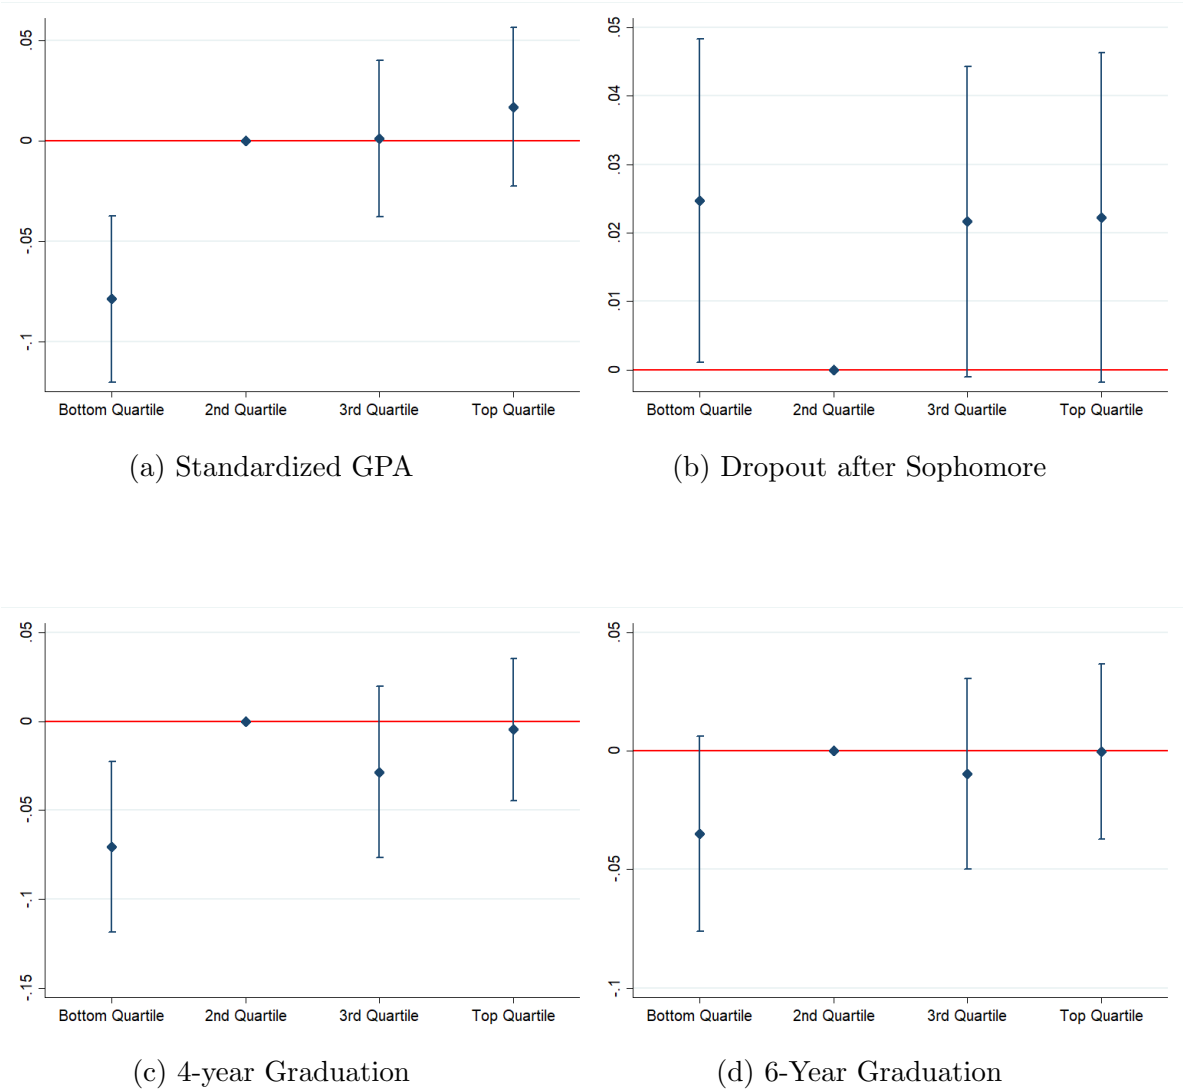 .05
0
-.05
-.1
Bottom Quartile 2nd Quartile 3rd Quartile Top Quartile
(a) Standardized GPA
.05
.04
.03
.02
.01
0
Bottom Quartile 2nd Quartile 3rd Quartile Top Quartile
(b) Dropout after Sophomore
.05
0
-.05
-.1
-.15
Bottom Quartile 2nd Quartile 3rd Quartile Top Quartile
(c) 4-year Graduation
.05
0
-.05
-.1
Bottom Quartile 2nd Quartile 3rd Quartile Top Quartile
(d) 6-Year Graduation